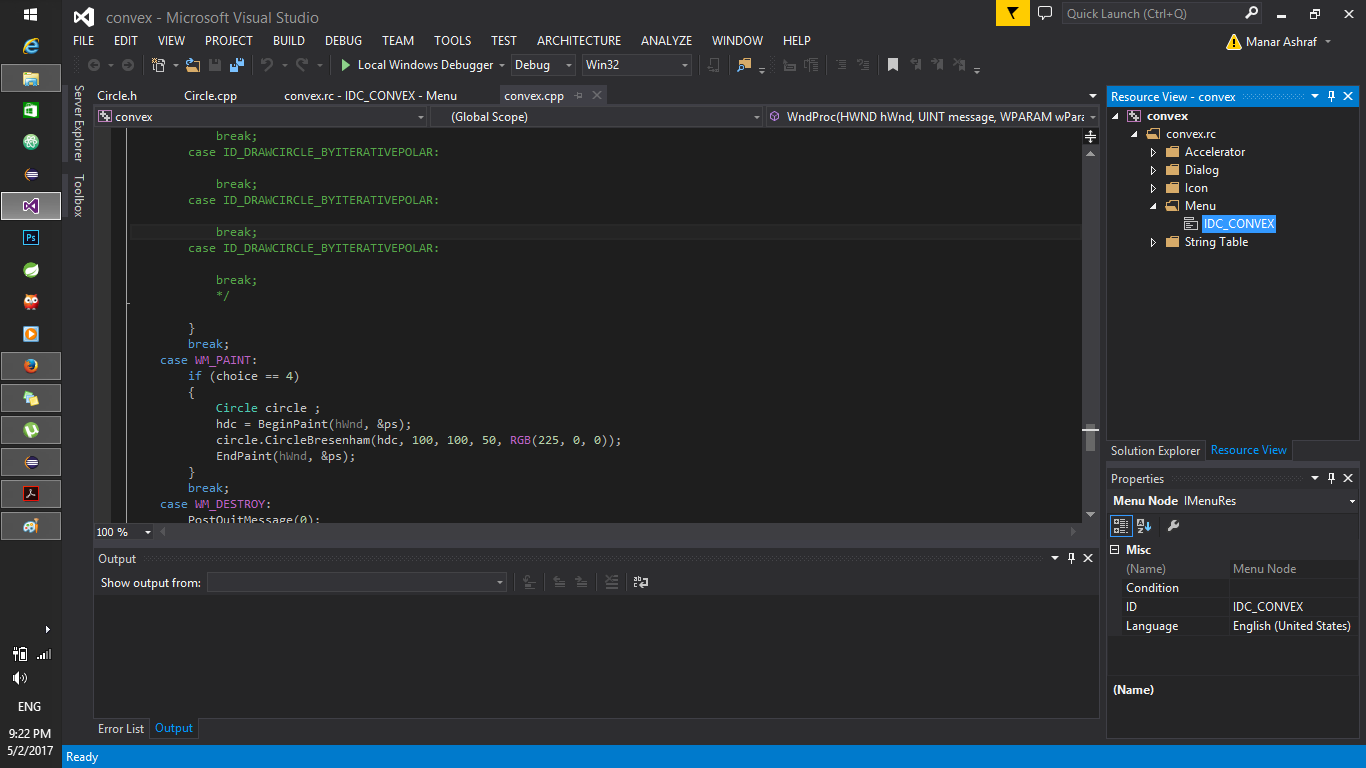 convex - Microsoft Visual Studio
Quick Launch (Ctrl+Q)
FILE EDIT VIEW PROJECT BUILD DEBUG TEAM TOOLS TEST ARCHITECTURE ANALYZE WINDOW HELP
Manar Ashraf
Local Windows Debugger Debug Win32
Server Explorer
Toolbox
Circle.h Circle.cpp convex.rc - IDC_CONVEX - Menu convex.cpp
convex (Global Scope) WndProc(HWND hWnd, UINT message, WPARAM wPara
break;
case ID_DRAWCIRCLE_BYITERATIVEPOLAR:
break;
case ID_DRAWCIRCLE_BYITERATIVEPOLAR:
break;
case ID_DRAWCIRCLE_BYITERATIVEPOLAR:
break;
*/
}
break;
case WM_PAINT:
if (choice == 4)
{
Circle circle ;
hdc = BeginPaint(hWnd, &ps);
circle.CircleBresenham(hdc, 100, 100, 50, RGB(225, 0, 0));
EndPaint(hWnd, &ps);
}
break;
case WM_DESTROY:
PostQuitMessage(0);
100 %
Output
Show output from:
Error List Output
Resource View - convex
convex
convex.rc
Accelerator
Dialog
Icon
Menu
IDC_CONVEX
String Table
Solution Explorer Resource View
Properties
Menu Node IMenuRes
Misc
(Name) Menu Node
Condition
ID IDC_CONVEX
Language English (United States)
(Name)
Ps
ENG
9:22 PM
5/2/2017
Ready